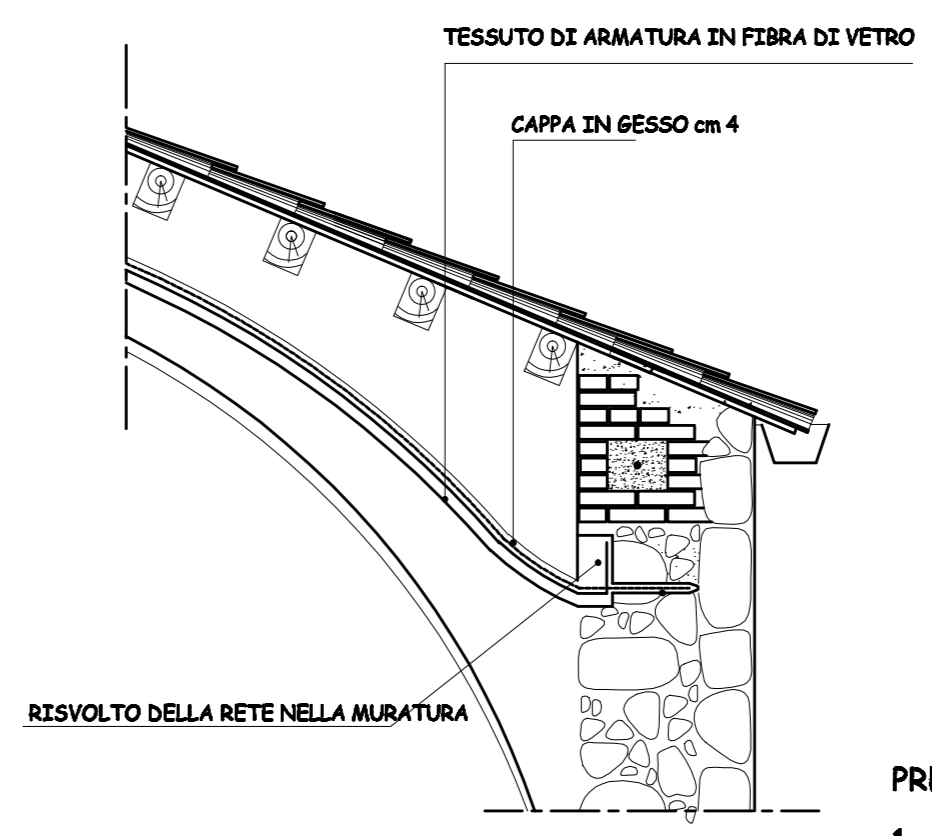 TESSUTO DI ARMATURA IN FIBRA DI VETRO
CAPPA IN GESSO cm 4
RISVOLTO DELLA RETE NELLA MURATURA